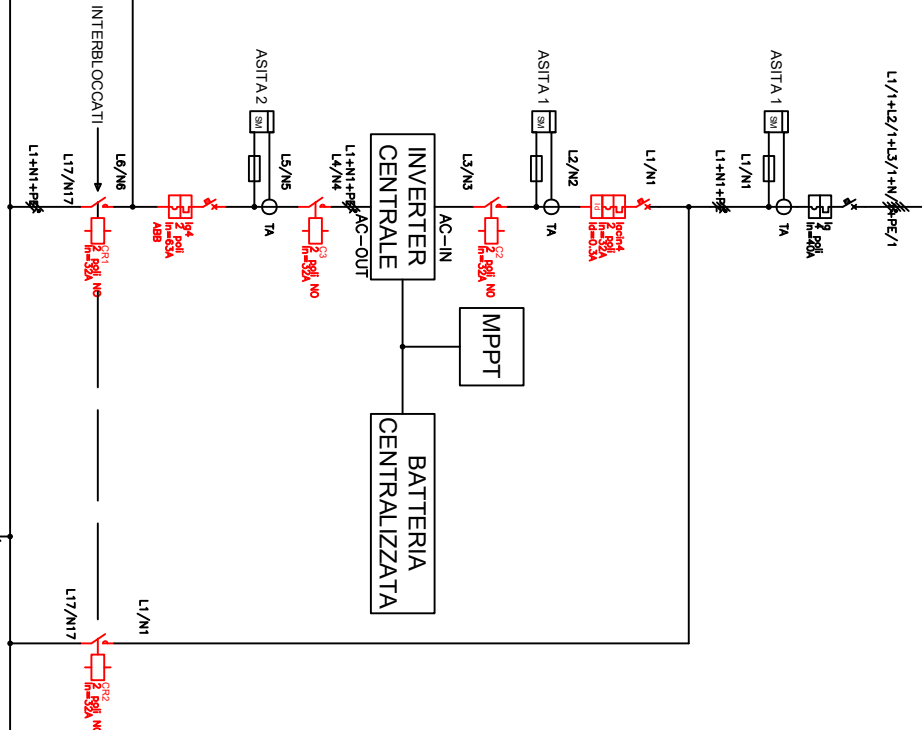 INTERBLOCCATI
L1+N1+PE
L17/N17
L6/N6
CR1
2 poli NO
In=32A
Ig4
2 poli
In=63A
ABB
ASITA 2
SM
L5/N5
TA
L1+N1+PE
L4/N4
C3
2 poli NO
In=32A
AC-OUT
INVERTER
CENTRALE
AC-IN
L3/N3
C2
2 poli NO
In=32A
ASITA 1
SM
L2/N2
TA
L1/N1
2 poli
In=32A
Id=0.3A
Id
L1+N1+PE
ASITA 1
SM
L1/N1
TA
Ig
4 poli
In=40A
L1/1+L2/1+L3/1+N/1+PE/1
MPPT
BATTERIA
CENTRALIZZATA
L17/N17
L1/N1
CR2
2 poli NO
In=32A